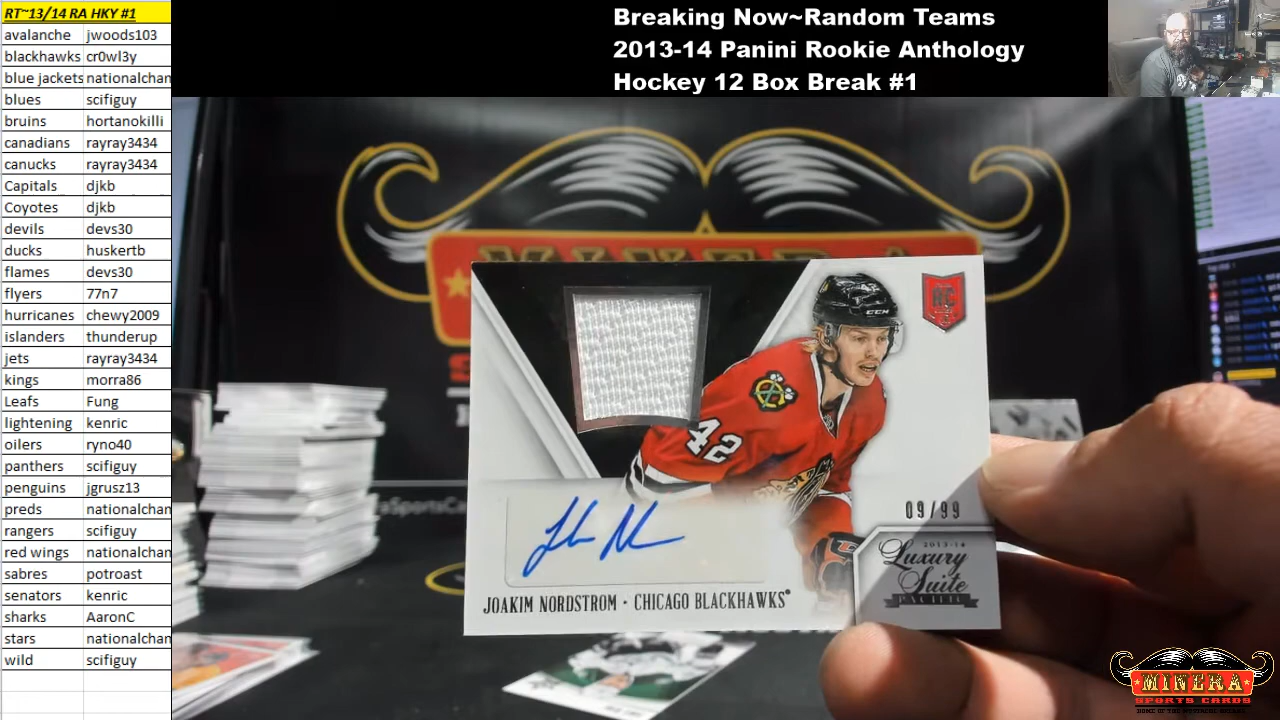 RT~13/14 RA HKY #1
avalanche jwoods103
blackhawks cr0wl3y
blue jackets nationalchan
blues scifiguy
bruins hortanokilli
canadians rayray3434
canucks rayray3434
Capitals djkb
Coyotes djkb
devils devs30
ducks huskertb
flames devs30
flyers 77n7
hurricanes chewy2009
islanders thunderup
jets rayray3434
kings morra86
Leafs Fung
lightening kenric
oilers ryno40
panthers scifiguy
penguins jgrusz13
preds nationalchan
rangers scifiguy
red wings nationalchan
sabres potroast
senators kenric
sharks AaronC
stars nationalchan
wild scifiguy
Breaking Now~Random Teams
2013-14 Panini Rookie Anthology
Hockey 12 Box Break #1
RC
CCM
42
09/99
2013-14
Luxury
Suite
PACIFIC
JOAKIM NORDSTROM • CHICAGO BLACKHAWKS
MINERA
SPORTS CARDS